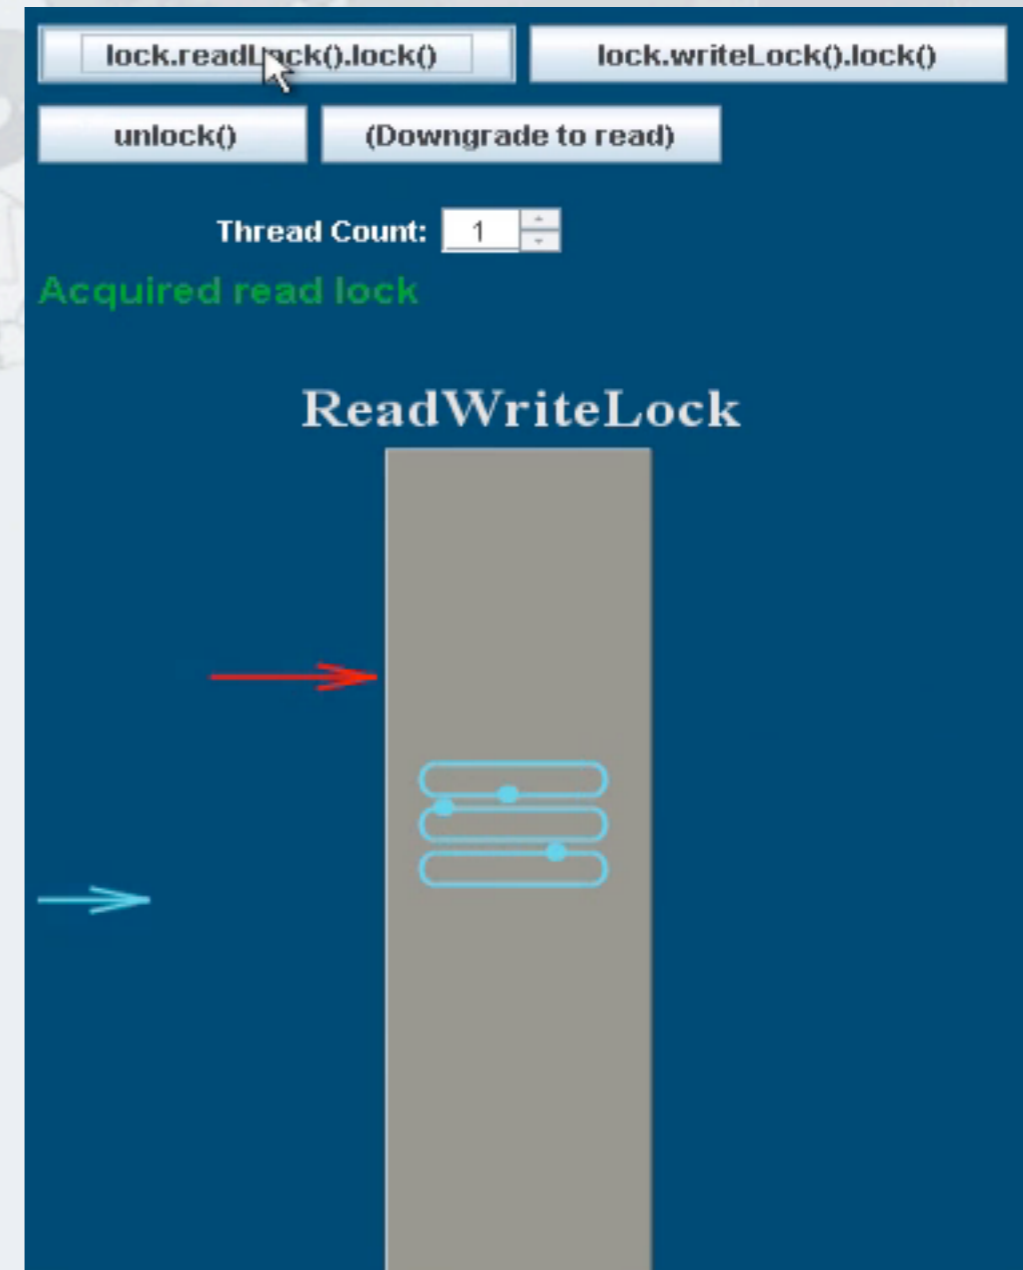 lock.readLock().lock() lock.writeLock().lock()
unlock() (Downgrade to read)
Thread Count: 1
Acquired read lock
ReadWriteLock